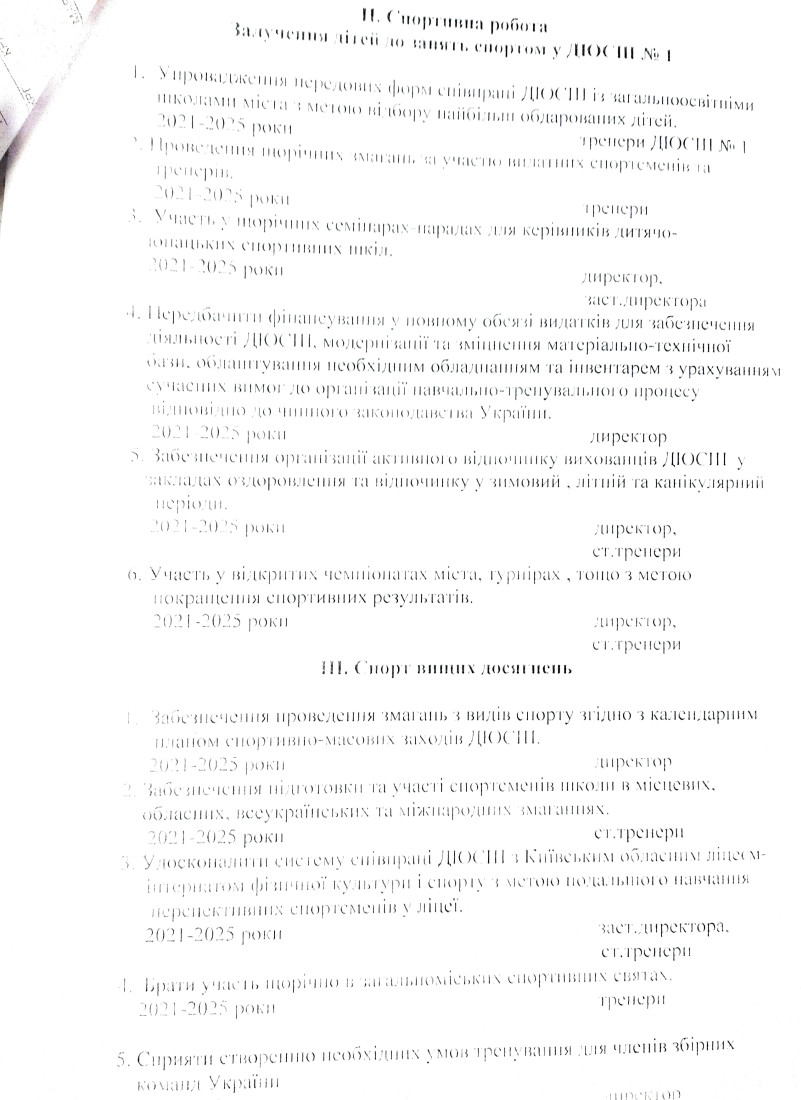 ІІ. Спортивна робота
Залучення дітей до занять спортом у ДЮСШ № 1
1. Упровадження передових форм співпраці ДЮСШ із загальноосвітніми
школами міста з метою відбору найбільш обдарованих дітей.
2021-2025 роки
тренери ДЮСШ № 1
2. Проведення щорічних змагань за участю видатних спортсменів та
тренерів.
2021-2025 роки
тренери
3. Участь у щорічних семінарах-нарадах для керівників дитячо-
юнацьких спортивних шкіл.
2021-2025 роки
директор,
заст.директора
4. Передбачити фінансування у повному обсязі видатків для забезпечення
діяльності ДЮСШ, модернізації та зміцнення матеріально-технічної
бази, облаштування необхідним обладнанням та інвентарем з урахуванням
сучасних вимог до організації навчально-тренувального процесу
відповідно до чинного законодавства України.
2021-2025 роки
директор
5. Забезпечення організації активного відпочинку вихованців ДЮСШ у
закладах оздоровлення та відпочинку у зимовий , літній та канікулярний
періоди.
2021-2025 роки
директор,
ст.тренери
6. Участь у відкритих чемпіонатах міста, турнірах , тощо з метою
покращення спортивних результатів.
2021-2025 роки
директор,
ст.тренери
ІІІ. Спорт вищих досягнень
1. Забезпечення проведення змагань з видів спорту згідно з календарним
планом спортивно-масових заходів ДЮСШ.
2021-2025 роки
директор
2. Забезпечення підготовки та участі спортсменів школи в місцевих,
обласних, всеукраїнських та міжнародних змаганнях.
2021-2025 роки
ст.тренери
3. Удосконалити систему співпраці ДЮСШ з Київським обласним ліцеєм-
інтернатом фізичної культури і спорту з метою подального навчання
перспективних спортсменів у ліцеї.
2021-2025 роки
заст.директора,
ст.тренери
4. Брати участь щорічно в загальноміських спортивних святах.
2021-2025 роки
тренери
5. Сприяти створенню необхідних умов тренування для членів збірних
команд України
директор